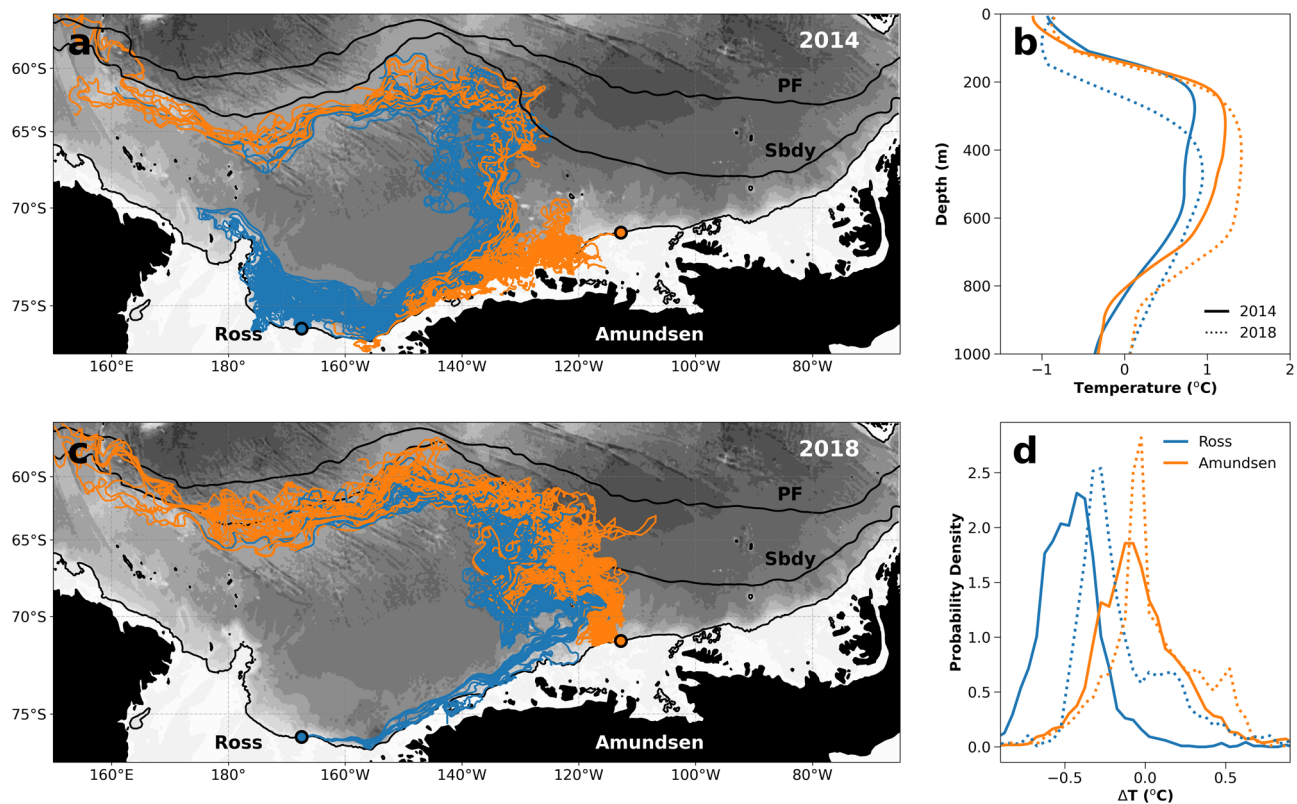 a
2014
60°S
PF
65°S
Sbdy
70°S
75°S
Ross
Amundsen
160°E
180°
160°W
140°W
120°W
100°W
80°W
b
0
200
400
600
800
1000
Depth (m)
2014
2018
−1
0
1
2
Temperature (°C)
c
2018
60°S
PF
65°S
Sbdy
70°S
75°S
Ross
Amundsen
160°E
180°
160°W
140°W
120°W
100°W
80°W
d
Ross
Amundsen
2.5
2.0
1.5
1.0
0.5
0.0
Probability Density
−0.5
0.0
0.5
ΔT (°C)